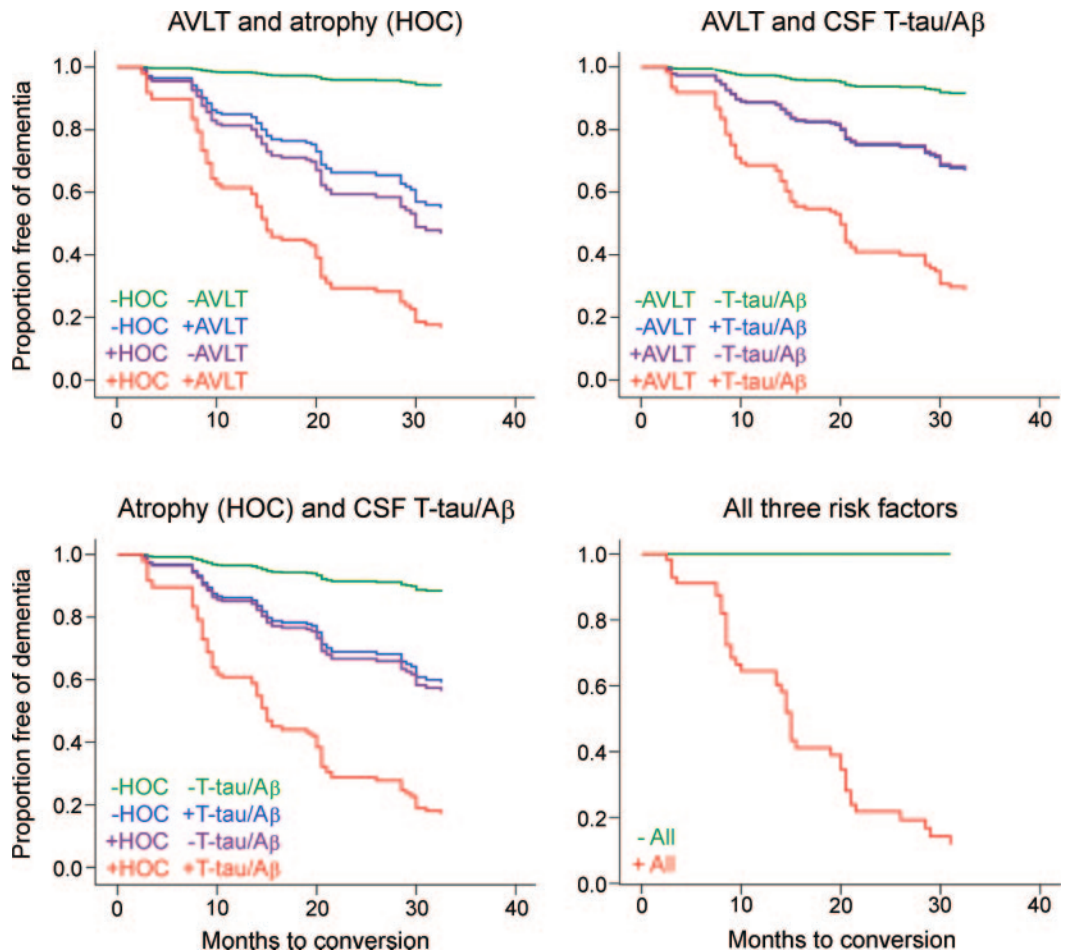 AVLT and atrophy (HOC)
Proportion free of dementia
1.0
0.8
0.6
0.4
0.2
0.0
-HOC -AVLT
-HOC +AVLT
+HOC -AVLT
+HOC +AVLT
0 10 20 30 40
AVLT and CSF T-tau/Aβ
1.0
0.8
0.6
0.4
0.2
0.0
-AVLT -T-tau/Aβ
-AVLT +T-tau/Aβ
+AVLT -T-tau/Aβ
+AVLT +T-tau/Aβ
0 10 20 30 40
Atrophy (HOC) and CSF T-tau/Aβ
Proportion free of dementia
1.0
0.8
0.6
0.4
0.2
0.0
-HOC -T-tau/Aβ
-HOC +T-tau/Aβ
+HOC -T-tau/Aβ
+HOC +T-tau/Aβ
0 10 20 30 40
Months to conversion
All three risk factors
1.0
0.8
0.6
0.4
0.2
0.0
- All
+ All
0 10 20 30 40
Months to conversion